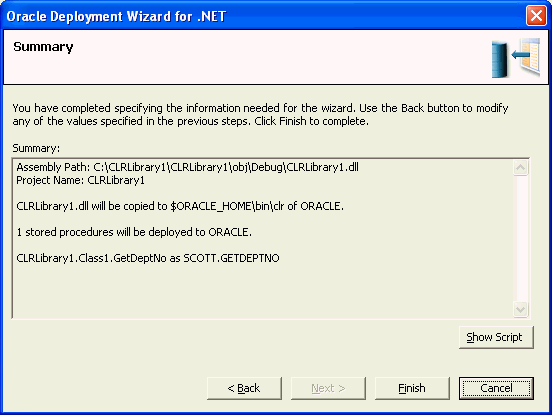 Oracle Deployment Wizard for .NET
Summary
You have completed specifying the information needed for the wizard. Use the Back button to modify
any of the values specified in the previous steps. Click Finish to complete.
Summary:
Assembly Path: C:\CLRLibrary1\CLRLibrary1\obj\Debug\CLRLibrary1.dll
Project Name: CLRLibrary1
CLRLibrary1.dll will be copied to $ORACLE_HOME\bin\clr of ORACLE.
1 stored procedures will be deployed to ORACLE.
CLRLibrary1.Class1.GetDeptNo as SCOTT.GETDEPTNO
Show Script
< Back Next > Finish Cancel